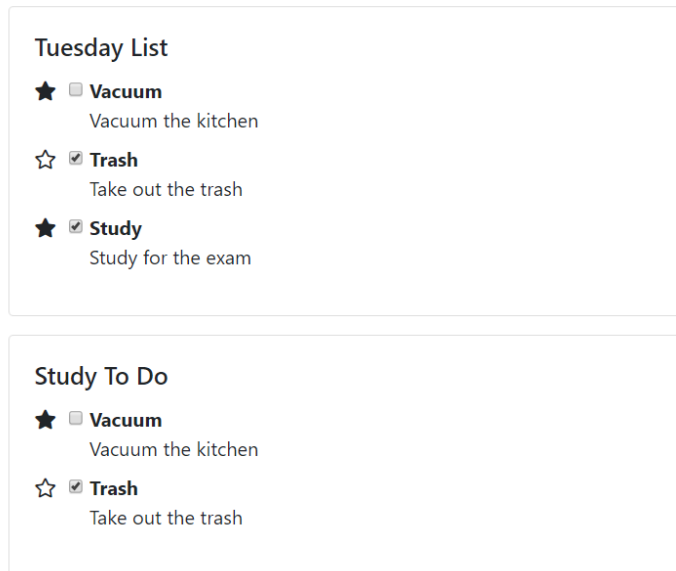 Tuesday List
Vacuum
Vacuum the kitchen
Trash
Take out the trash
Study
Study for the exam
Study To Do
Vacuum
Vacuum the kitchen
Trash
Take out the trash